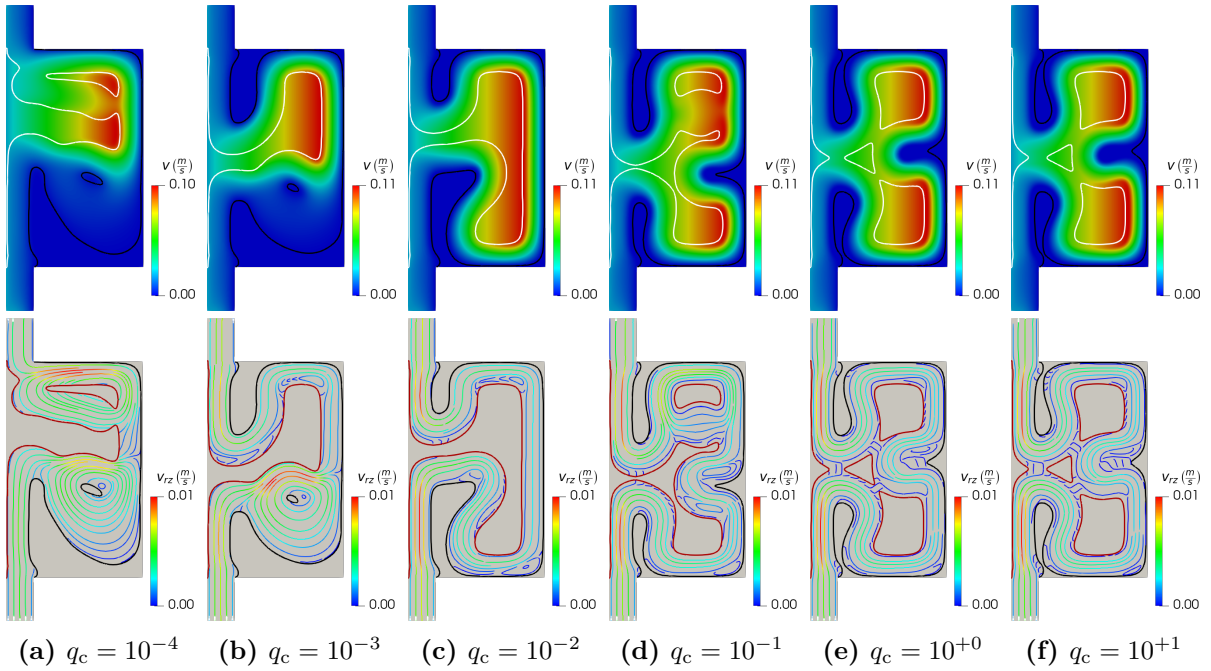 v (m/s) v (m/s) v (m/s) v (m/s) v (m/s) v (m/s)
0.10 0.11 0.11 0.11 0.11 0.11
0.00 0.00 0.00 0.00 0.00 0.00
v_rz (m/s) v_rz (m/s) v_rz (m/s) v_rz (m/s) v_rz (m/s) v_rz (m/s)
0.01 0.01 0.01 0.01 0.01 0.01
0.00 0.00 0.00 0.00 0.00 0.00
(a) q_c = 10^{-4} (b) q_c = 10^{-3} (c) q_c = 10^{-2} (d) q_c = 10^{-1} (e) q_c = 10^{+0} (f) q_c = 10^{+1}